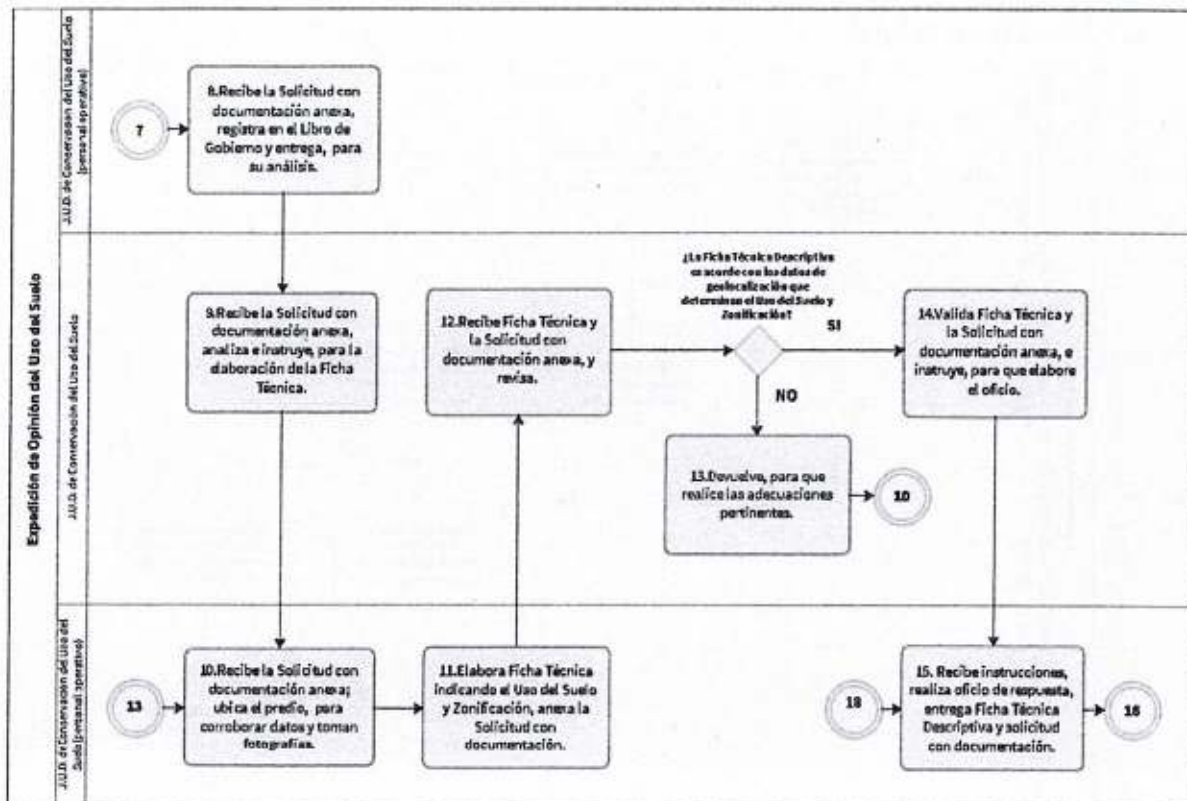 Expedición de Opinión del Uso del Suelo
J.U.D. de Conservación del Uso del Suelo
(personal operativo)
7
8.Recibe la Solicitud con
documentación anexa,
registra en el Libro de
Gobierno y entrega, para
su análisis.
J.U.D. de Conservación del Uso del Suelo
9.Recibe la Solicitud con
documentación anexa,
analiza e instruye, para la
elaboración de la Ficha
Técnica.
12.Recibe Ficha Técnica y
la Solicitud con
documentación anexa, y
revisa.
¿La Ficha Técnica Descriptiva
es acorde con los datos de
geolocalización que
determinan el Uso del Suelo y
Zonificación?
SI
NO
14.Valida Ficha Técnica y
la Solicitud con
documentación anexa, e
instruye, para que elabore
el oficio.
13.Devuelve, para que
realice las adecuaciones
pertinentes.
10
J.U.D. de Conservación del Uso del
Suelo (personal operativo)
13
10.Recibe la Solicitud con
documentación anexa;
ubica el predio, para
corroborar datos y toman
fotografías.
11.Elabora Ficha Técnica
indicando el Uso del Suelo
y Zonificación, anexa la
Solicitud con
documentación.
18
15. Recibe instrucciones,
realiza oficio de respuesta,
entrega Ficha Técnica
Descriptiva y solicitud
con documentación.
16